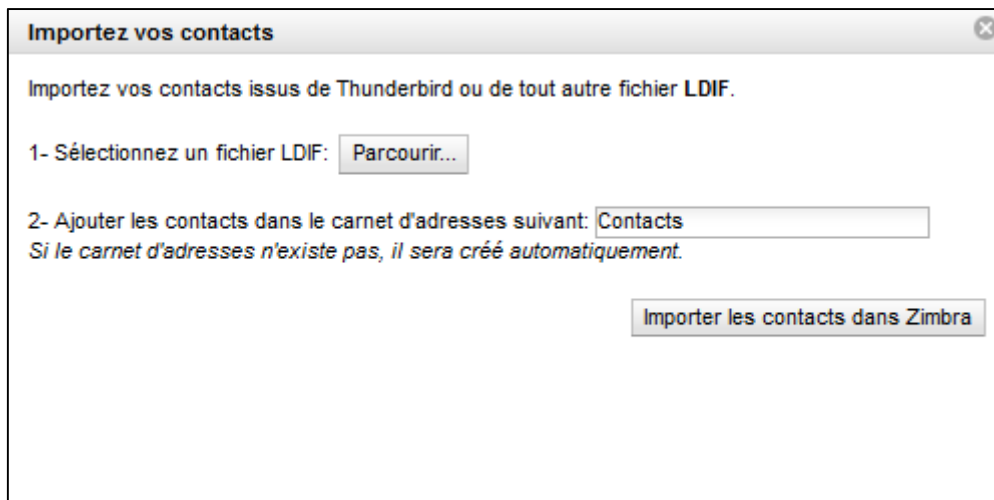 Importez vos contacts
Importez vos contacts issus de Thunderbird ou de tout autre fichier LDIF.
1- Sélectionnez un fichier LDIF: Parcourir...
2- Ajouter les contacts dans le carnet d'adresses suivant: Contacts
Si le carnet d'adresses n'existe pas, il sera créé automatiquement.
Importer les contacts dans Zimbra